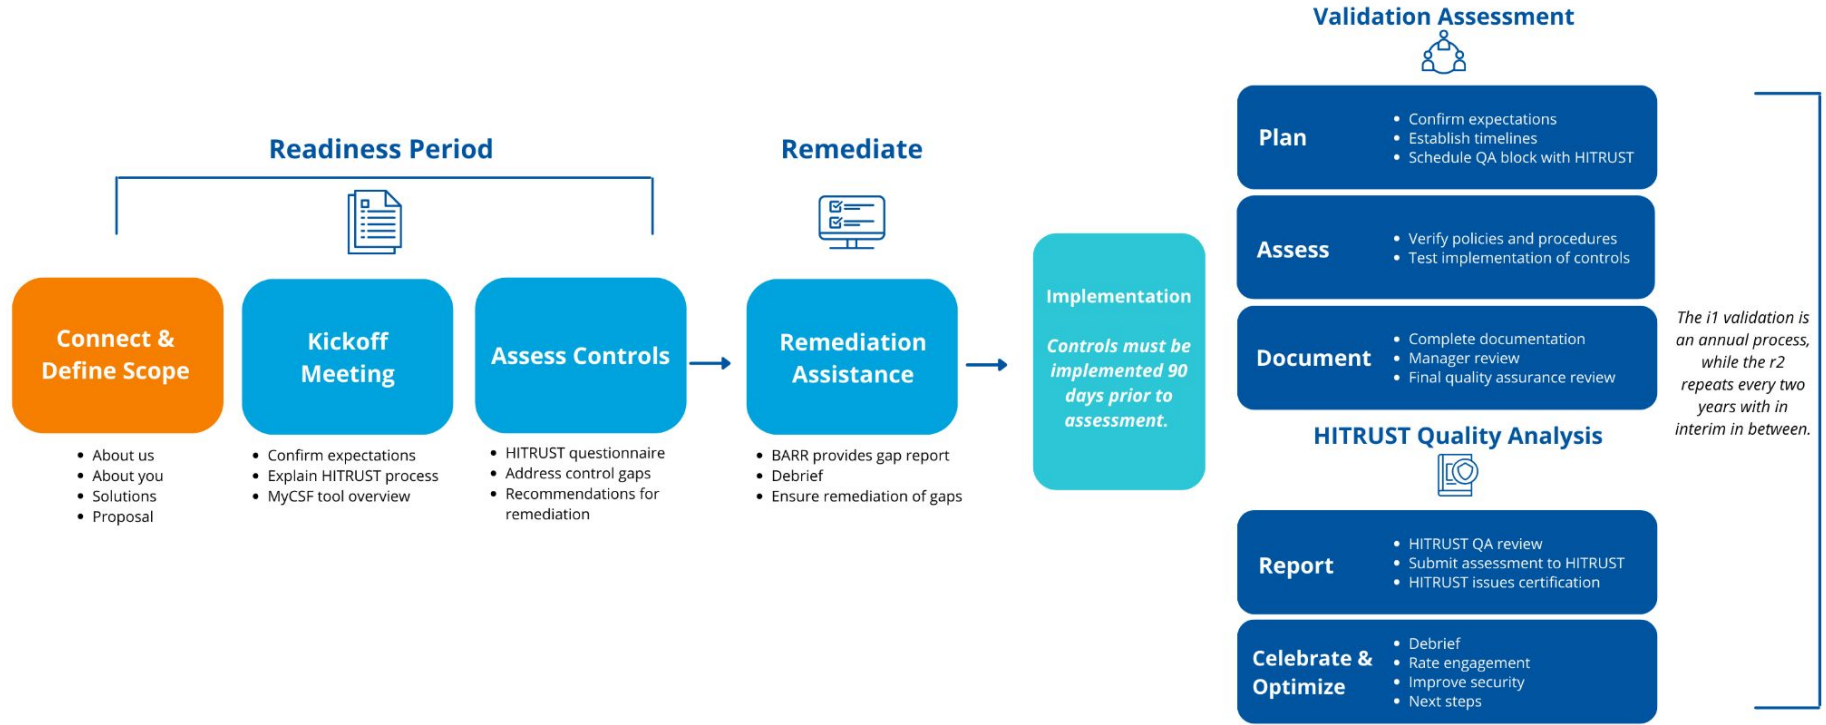 Readiness Period
Connect &
Define Scope
• About us
• About you
• Solutions
• Proposal
Kickoff
Meeting
• Confirm expectations
• Explain HITRUST process
• MyCSF tool overview
Assess Controls
• HITRUST questionnaire
• Address control gaps
• Recommendations for
remediation
Remediate
Remediation
Assistance
• BARR provides gap report
• Debrief
• Ensure remediation of gaps
Implementation
Controls must be
implemented 90
days prior to
assessment.
Validation Assessment
Plan
• Confirm expectations
• Establish timelines
• Schedule QA block with HITRUST
Assess
• Verify policies and procedures
• Test implementation of controls
Document
• Complete documentation
• Manager review
• Final quality assurance review
HITRUST Quality Analysis
Report
• HITRUST QA review
• Submit assessment to HITRUST
• HITRUST issues certification
Celebrate &
Optimize
• Debrief
• Rate engagement
• Improve security
• Next steps
The i1 validation is
an annual process,
while the r2
repeats every two
years with in
interim in between.